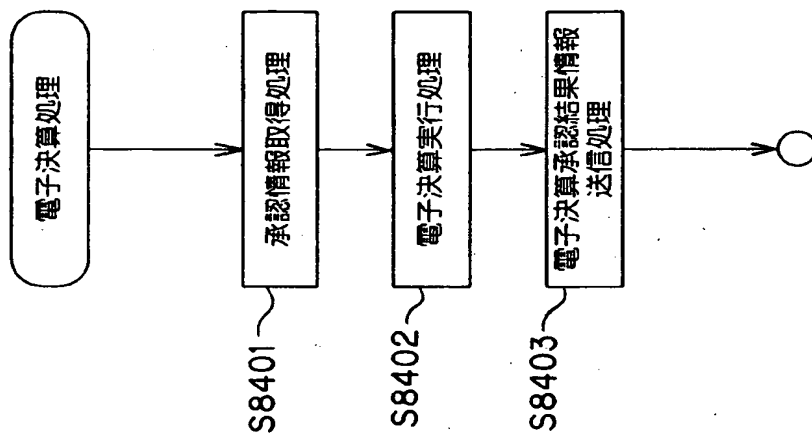 電子決算処理
S8401
承認情報取得処理
S8402
電子決算実行処理
S8403
電子決算承認結果情報
送信処理